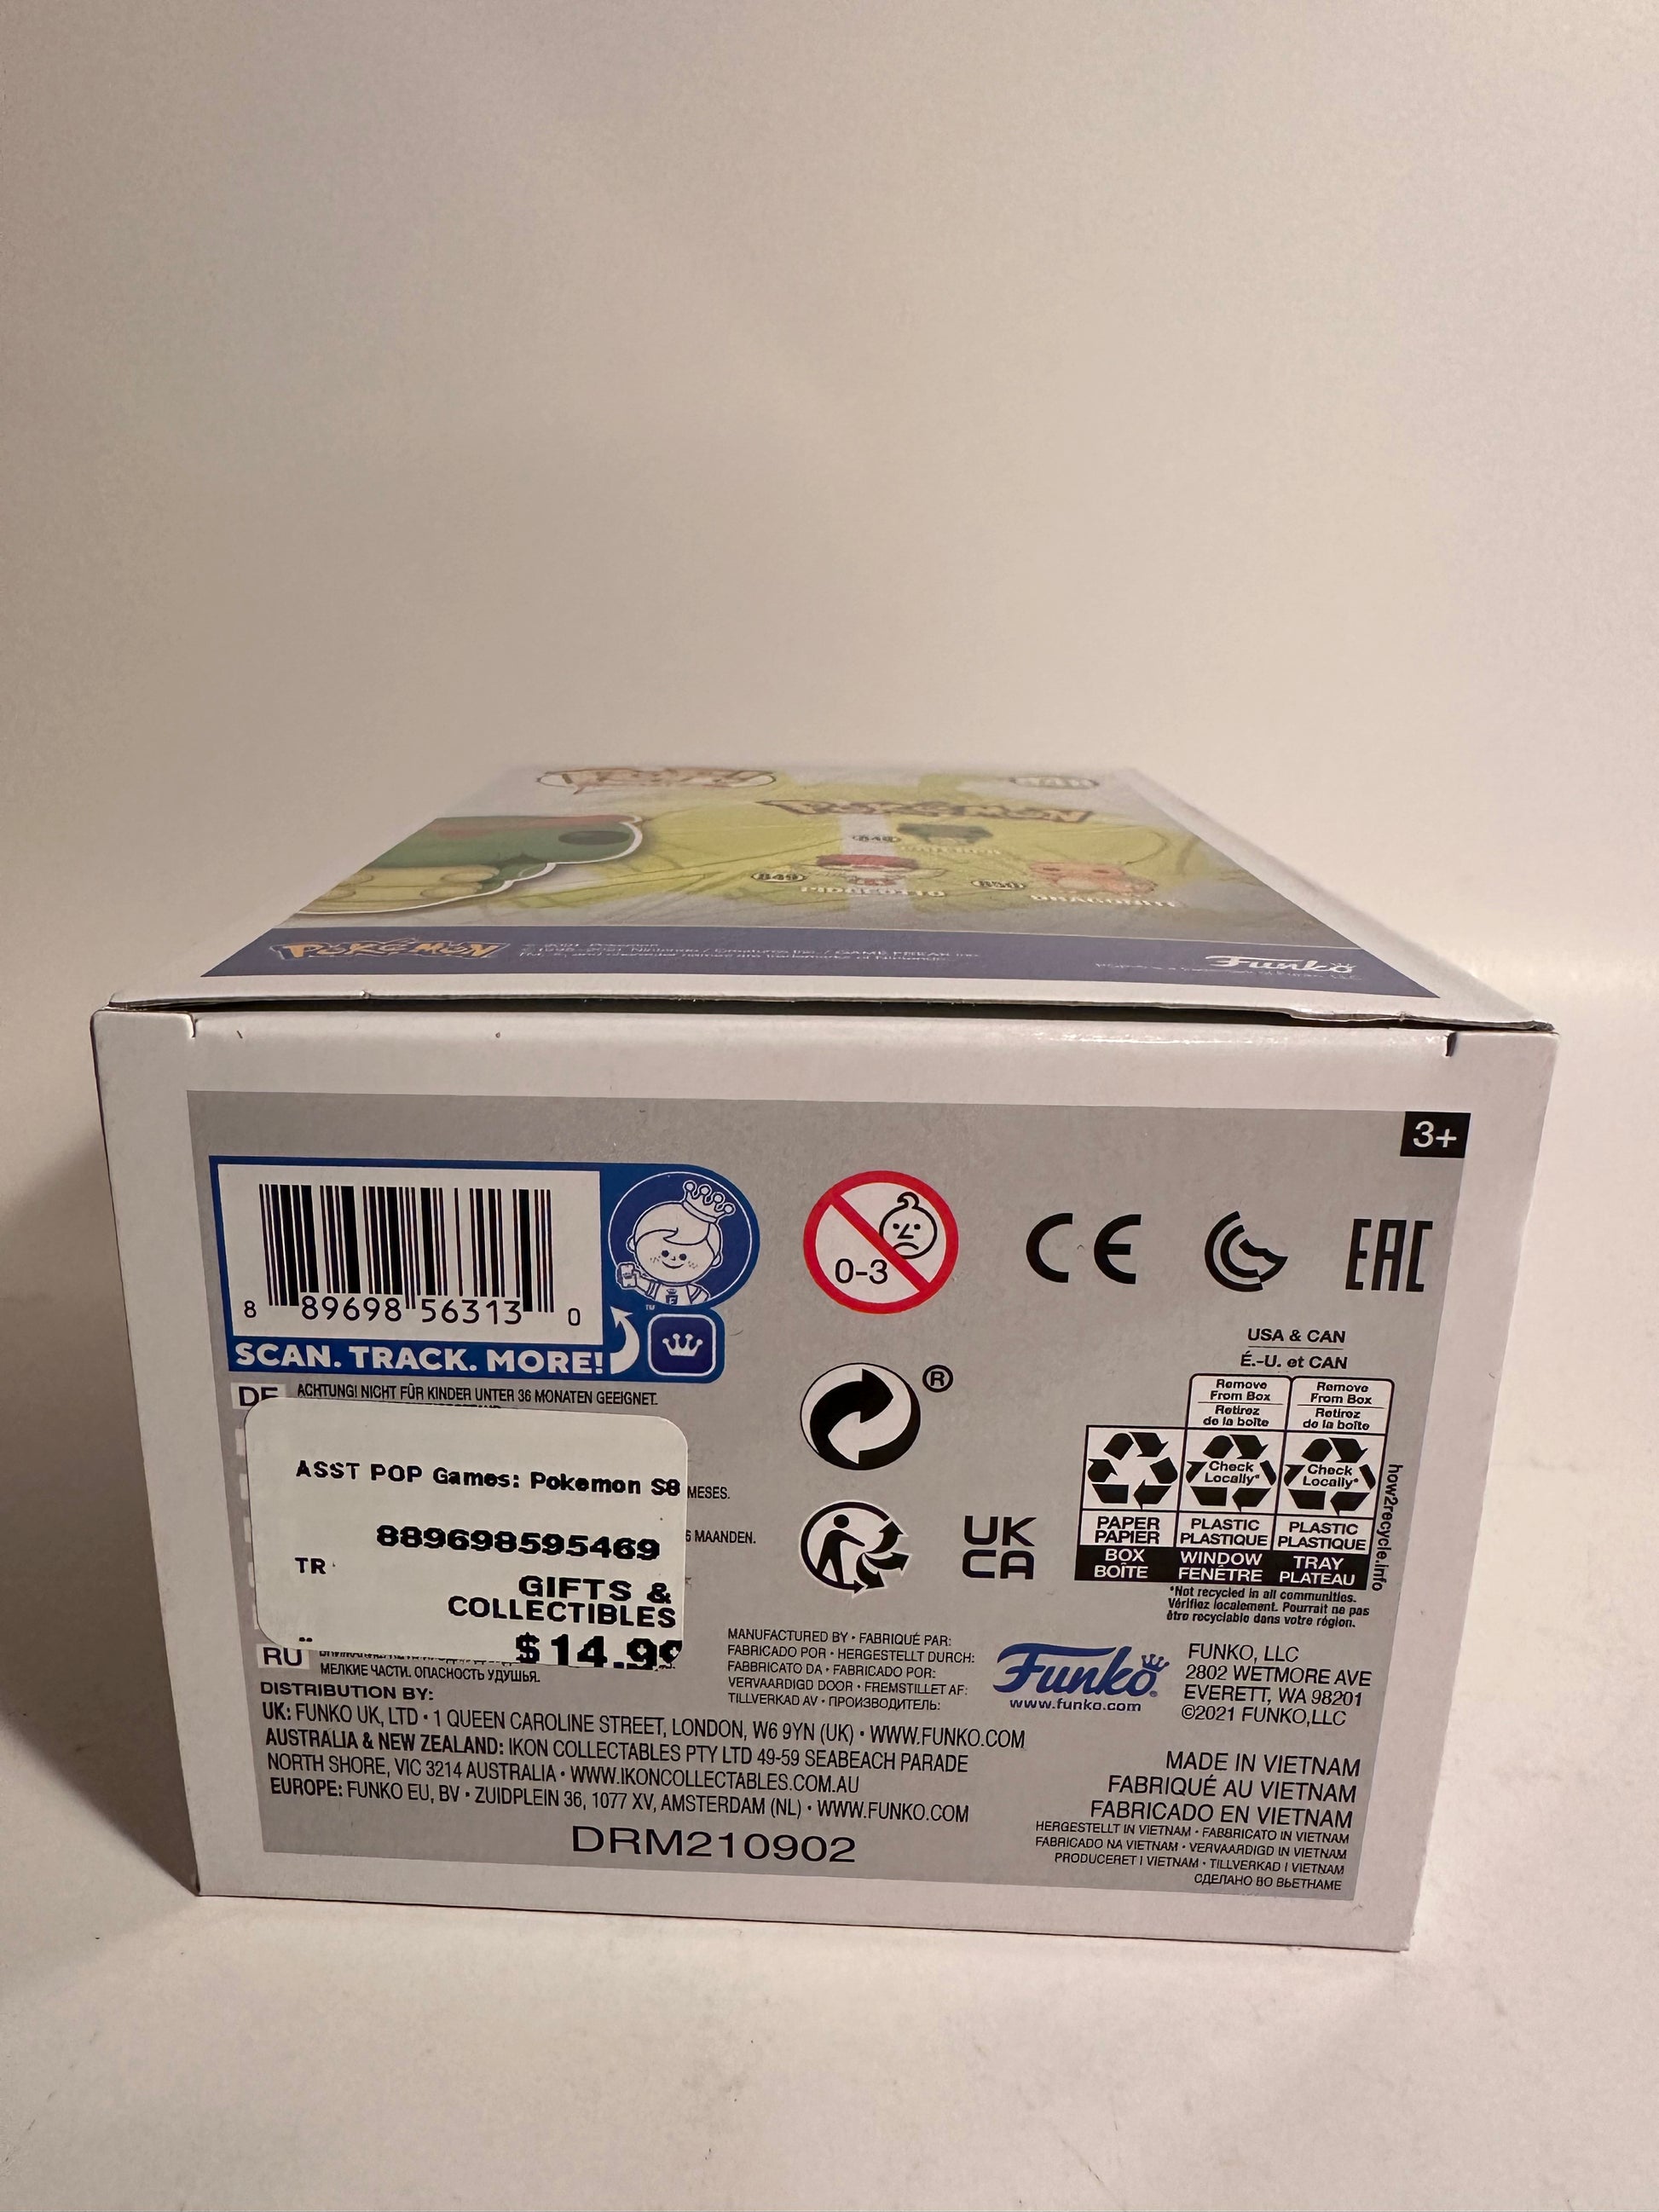 POKÉMON
848
849
PIDGEOTTO
850
DRAGONITE
POKÉMON
Funko
3+
8 89698 56313 0
SCAN. TRACK. MORE!
TM
0-3
CE
EAC
USA & CAN
É.-U. et CAN
Remove From Box
Retirez de la boîte
Remove From Box
Retirez de la boîte
Check Locally*
Check Locally*
PAPER PAPIER
PLASTIC PLASTIQUE
PLASTIC PLASTIQUE
BOX BOÎTE
WINDOW FENÊTRE
TRAY PLATEAU
how2recycle.info
*Not recycled in all communities.
Vérifiez localement. Pourrait ne pas
être recyclable dans votre région.
®
UK
CA
DE ACHTUNG! NICHT FÜR KINDER UNTER 36 MONATEN GEEIGNET.
ASST POP Games: Pokemon S8
MESES.
889698595469
MAANDEN.
TR
GIFTS &
COLLECTIBLES
$14.99
RU
МЕЛКИЕ ЧАСТИ. ОПАСНОСТЬ УДУШЬЯ.
MANUFACTURED BY • FABRIQUÉ PAR:
FABRICADO POR • HERGESTELLT DURCH:
FABBRICATO DA • FABRICADO POR:
VERVAARDIGD DOOR • FREMSTILLET AF:
TILLVERKAD AV • ПРОИЗВОДИТЕЛЬ:
Funko
www.funko.com
FUNKO, LLC
2802 WETMORE AVE
EVERETT, WA 98201
©2021 FUNKO,LLC
DISTRIBUTION BY:
UK: FUNKO UK, LTD • 1 QUEEN CAROLINE STREET, LONDON, W6 9YN (UK) • WWW.FUNKO.COM
AUSTRALIA & NEW ZEALAND: IKON COLLECTABLES PTY LTD 49-59 SEABEACH PARADE
NORTH SHORE, VIC 3214 AUSTRALIA • WWW.IKONCOLLECTABLES.COM.AU
EUROPE: FUNKO EU, BV • ZUIDPLEIN 36, 1077 XV, AMSTERDAM (NL) • WWW.FUNKO.COM
DRM210902
MADE IN VIETNAM
FABRIQUÉ AU VIETNAM
FABRICADO EN VIETNAM
HERGESTELLT IN VIETNAM • FABBRICATO IN VIETNAM
FABRICADO NA VIETNAM • VERVAARDIGD IN VIETNAM
PRODUCERET I VIETNAM • TILLVERKAD I VIETNAM
СДЕЛАНО ВО ВЬЕТНАМЕ